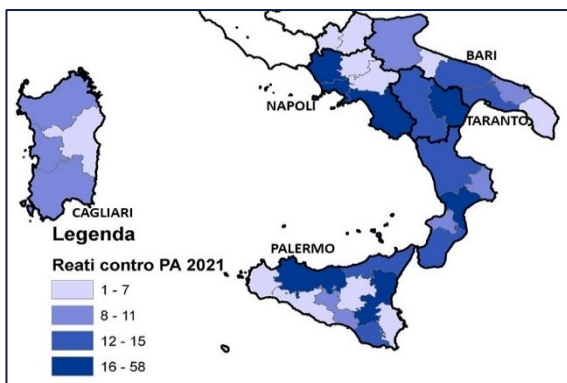 BARI
NAPOLI
TARANTO
CAGLIARI
PALERMO
Legenda
Reati contro PA 2021
1 - 7
8 - 11
12 - 15
16 - 58